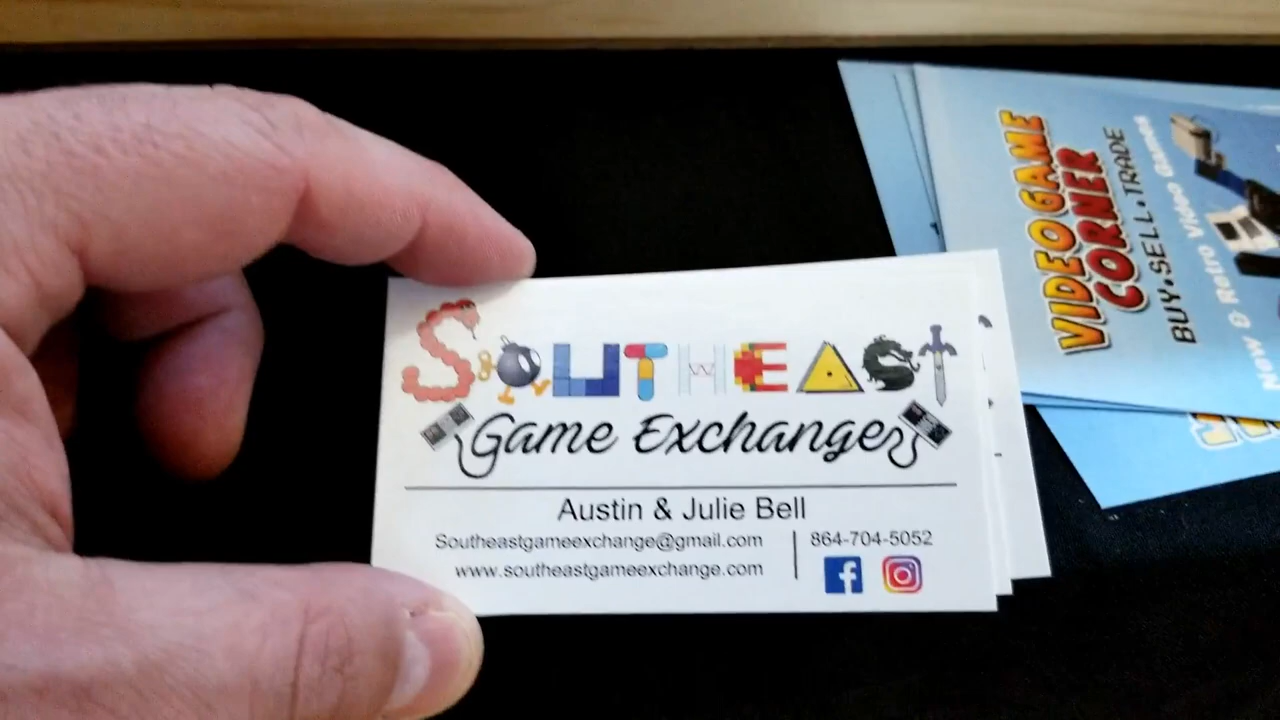 SOUTHEAST
Game Exchange
Austin & Julie Bell
Southeastgameexchange@gmail.com
www.southeastgameexchange.com
864-704-5052
VIDEO GAME
CORNER
BUY.SELL.TRADE
New & Retro Video Games